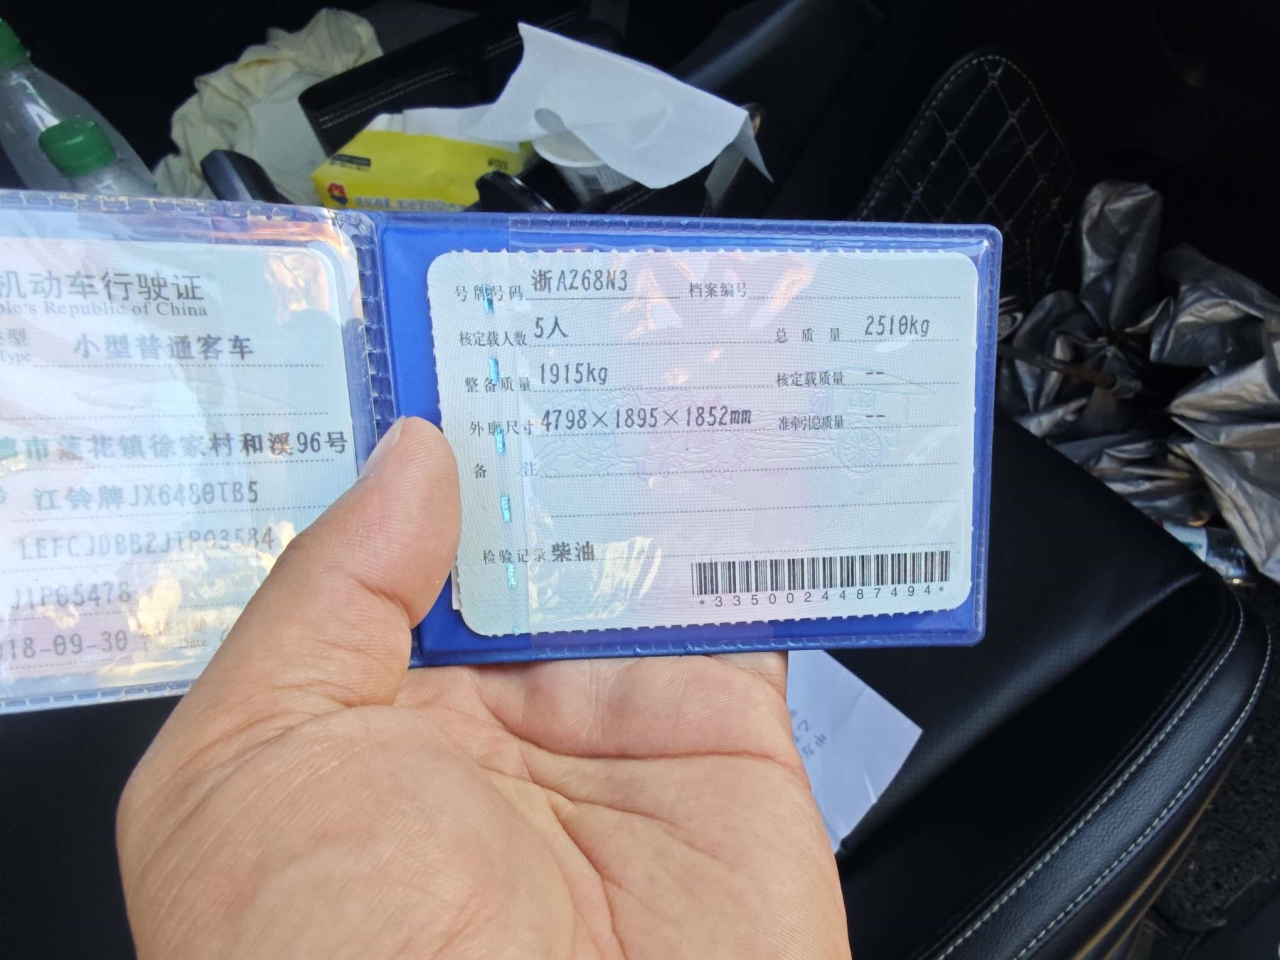 机动车行驶证
ple's Republic of China
类型 小型普通客车
Type
德市莲花镇徐家村和溪96号
江铃牌JX6480TB5
LEFCJDBB2J1P03584
J1P05478
18-09-30
号牌号码 浙AZ68N3 档案编号
核定载人数 5人 总质量 2510kg
整备质量 1915kg 核定载质量 --
外廓尺寸 4798×1895×1852mm 准牵引总质量 --
备注
检验记录 柴油
*3350024487494*